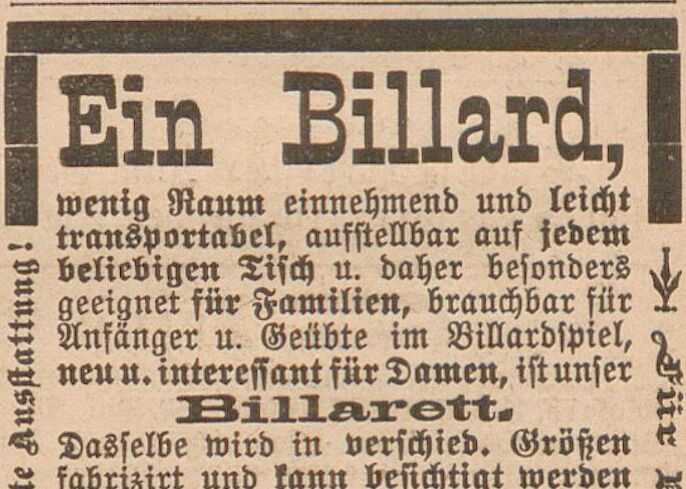 Ein Billard,
wenig Raum einnehmend und leicht
transportabel, aufstellbar auf jedem
beliebigen Tisch u. daher besonders
geeignet für Familien, brauchbar für
Anfänger u. Geübte im Billardspiel,
neu u. interessant für Damen, ist unser
Billarett.
Dasselbe wird in verschied. Größen
fabrizirt und kann besichtigt werden
te Ausstattung!
Für